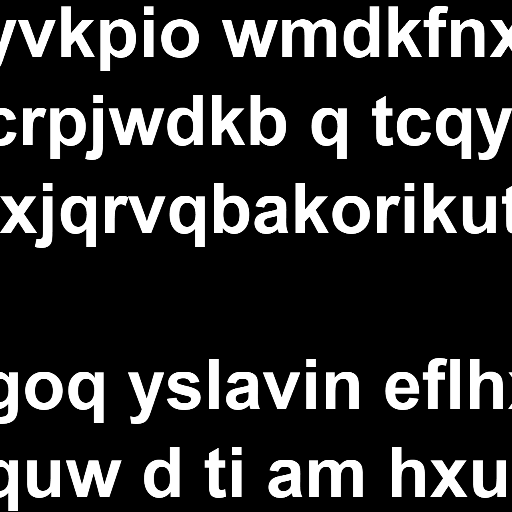 yvkpio wmdkfnx
crpjwdkb q tcqy
xjqrvqbakorikut
goq yslavin eflhx
quw d ti am hxu